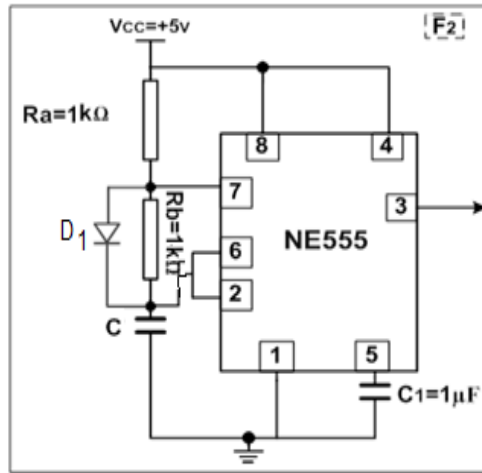 Vcc=+5v
F2
Ra=1kΩ
8
4
7
3
Rb=1kΩ
D1
6
NE555
2
C
1
5
C1=1µF